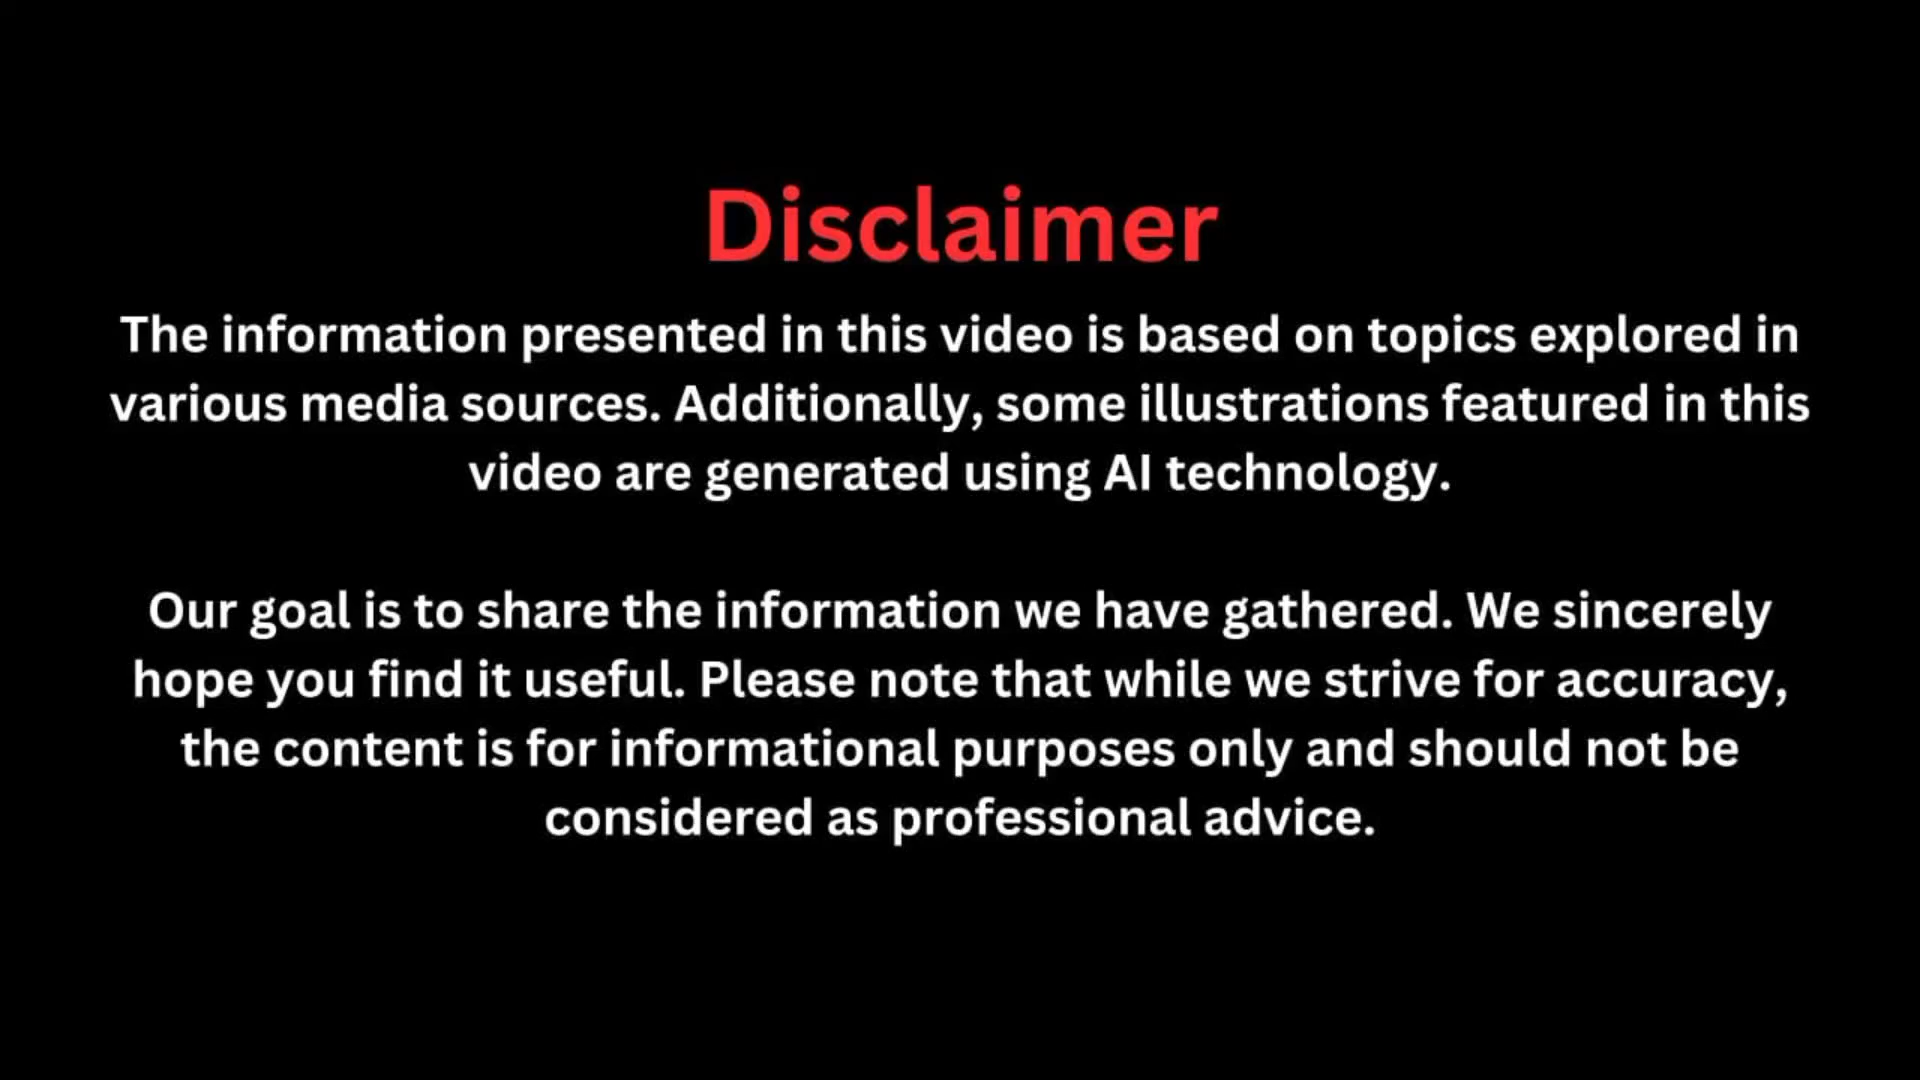 Disclaimer
The information presented in this video is based on topics explored in
various media sources. Additionally, some illustrations featured in this
video are generated using AI technology.
Our goal is to share the information we have gathered. We sincerely
hope you find it useful. Please note that while we strive for accuracy,
the content is for informational purposes only and should not be
considered as professional advice.